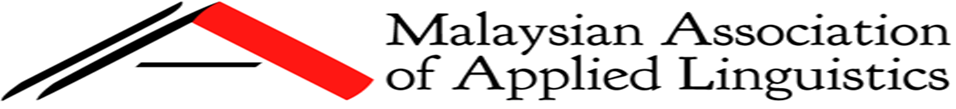 Malaysian Association
of Applied Linguistics